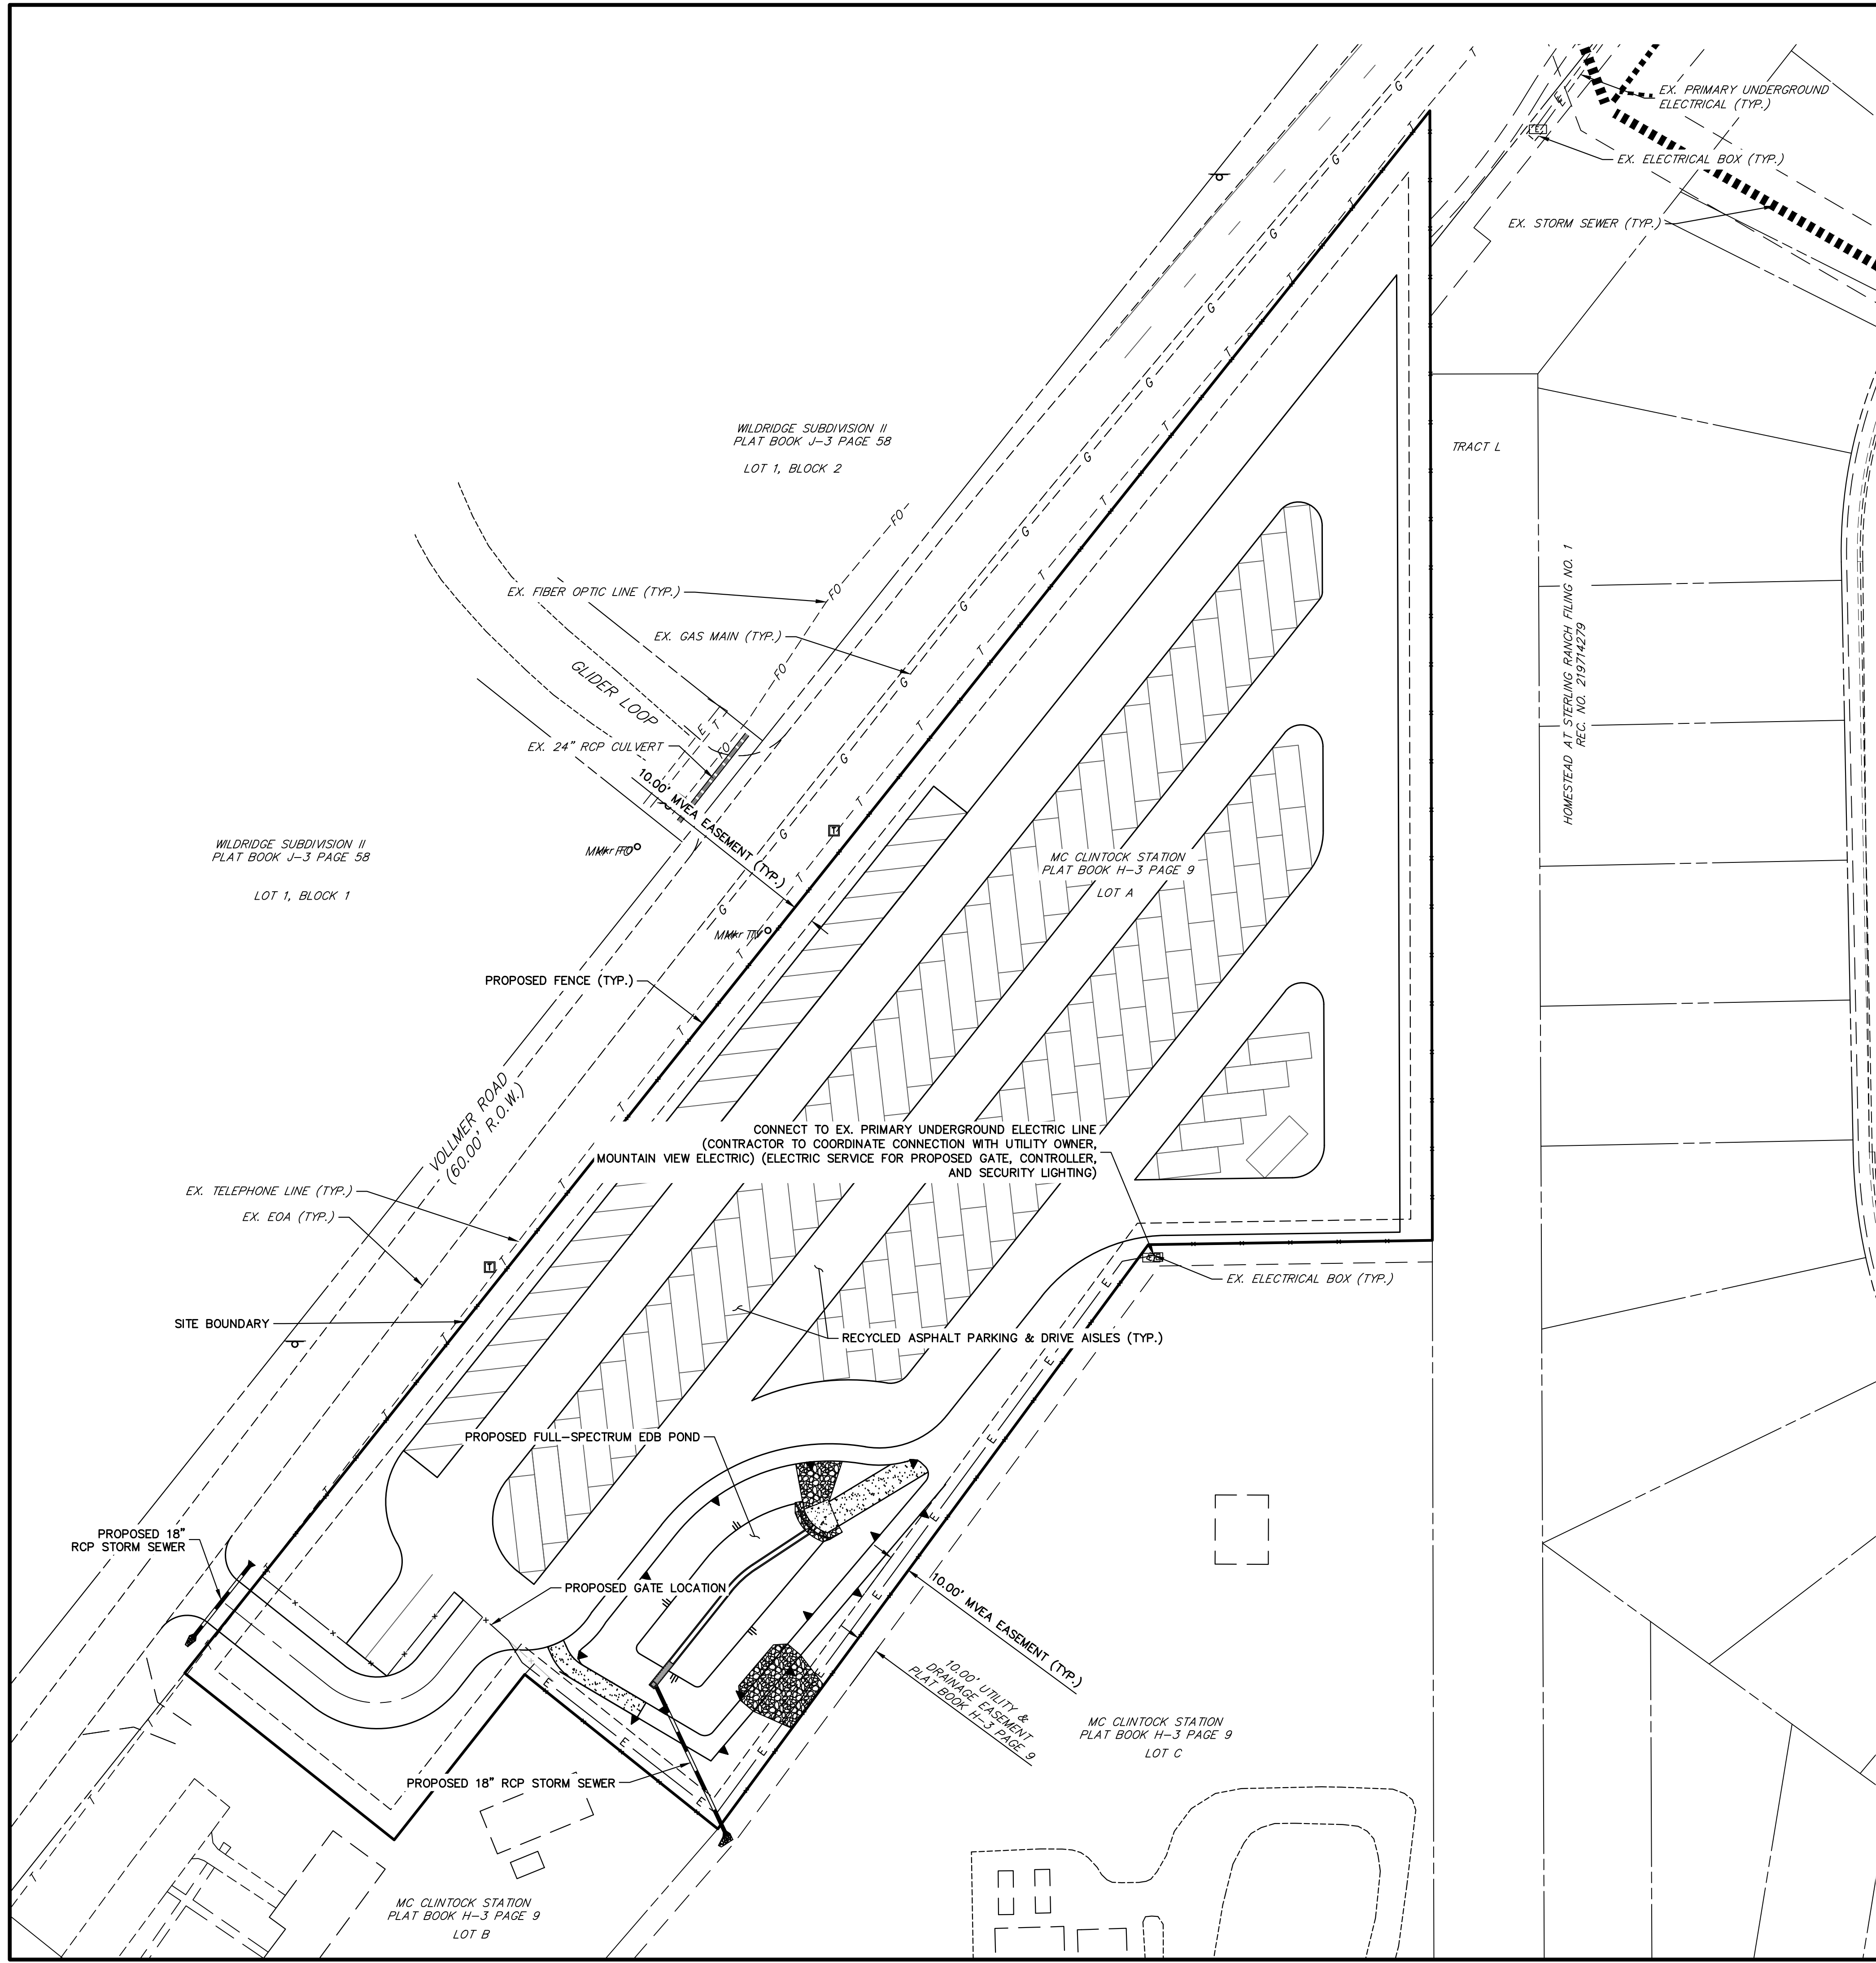 EX. PRIMARY UNDERGROUND
ELECTRICAL (TYP.)
EX. ELECTRICAL BOX (TYP.)
EX. STORM SEWER (TYP.)
WILDRIDGE SUBDIVISION II
PLAT BOOK J-3 PAGE 58
LOT 1, BLOCK 2
TRACT L
HOMESTEAD AT STERLING RANCH FILING NO. 1
REC. NO. 219714279
EX. FIBER OPTIC LINE (TYP.)
EX. GAS MAIN (TYP.)
GLIDER LOOP
EX. 24" RCP CULVERT
10.00' MVEA EASEMENT (TYP.)
WILDRIDGE SUBDIVISION II
PLAT BOOK J-3 PAGE 58
LOT 1, BLOCK 1
MC CLINTOCK STATION
PLAT BOOK H-3 PAGE 9
LOT A
PROPOSED FENCE (TYP.)
VOLLMER ROAD
(60.00' R.O.W.)
CONNECT TO EX. PRIMARY UNDERGROUND ELECTRIC LINE
(CONTRACTOR TO COORDINATE CONNECTION WITH UTILITY OWNER,
MOUNTAIN VIEW ELECTRIC) (ELECTRIC SERVICE FOR PROPOSED GATE, CONTROLLER,
AND SECURITY LIGHTING)
EX. TELEPHONE LINE (TYP.)
EX. EOA (TYP.)
EX. ELECTRICAL BOX (TYP.)
SITE BOUNDARY
RECYCLED ASPHALT PARKING & DRIVE AISLES (TYP.)
PROPOSED FULL-SPECTRUM EDB POND
PROPOSED 18"
RCP STORM SEWER
PROPOSED GATE LOCATION
10.00' MVEA EASEMENT (TYP.)
10.00' UTILITY &
DRAINAGE EASEMENT
PLAT BOOK H-3 PAGE 9
MC CLINTOCK STATION
PLAT BOOK H-3 PAGE 9
LOT C
PROPOSED 18" RCP STORM SEWER
MC CLINTOCK STATION
PLAT BOOK H-3 PAGE 9
LOT B